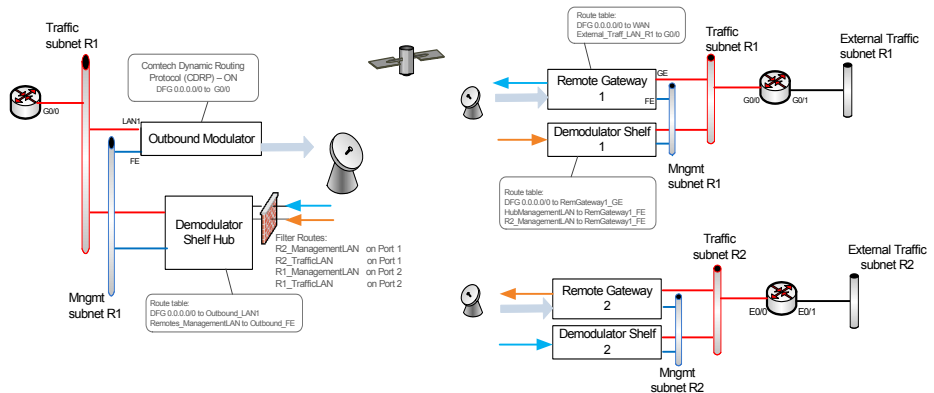 Traffic
subnet R1
Comtech Dynamic Routing
Protocol (CDRP) – ON
DFG 0.0.0.0/0 to G0/0
G0/0
LAN1
Outbound Modulator
FE
Demodulator
Shelf Hub
Filter Routes:
R2_ManagementLAN on Port 1
R2_TrafficLAN on Port 1
R1_ManagementLAN on Port 2
R1_TrafficLAN on Port 2
Mngmt
subnet R1
Route table:
DFG 0.0.0.0/0 to Outbound_LAN1
Remotes_ManagementLAN to Outbound_FE
Route table:
DFG 0.0.0.0/0 to WAN
External_Traff_LAN_R1 to G0/0
Traffic
subnet R1
External Traffic
subnet R1
Remote Gateway
1
GE
FE
G0/0
G0/1
Demodulator Shelf
1
Mngmt
subnet R1
Route table:
DFG 0.0.0.0/0 to RemGateway1_GE
HubManagementLAN to RemGateway1_FE
R2_ManagementLAN to RemGateway1_FE
Traffic
subnet R2
External Traffic
subnet R2
Remote Gateway
2
E0/0
E0/1
Demodulator Shelf
2
Mngmt
subnet R2